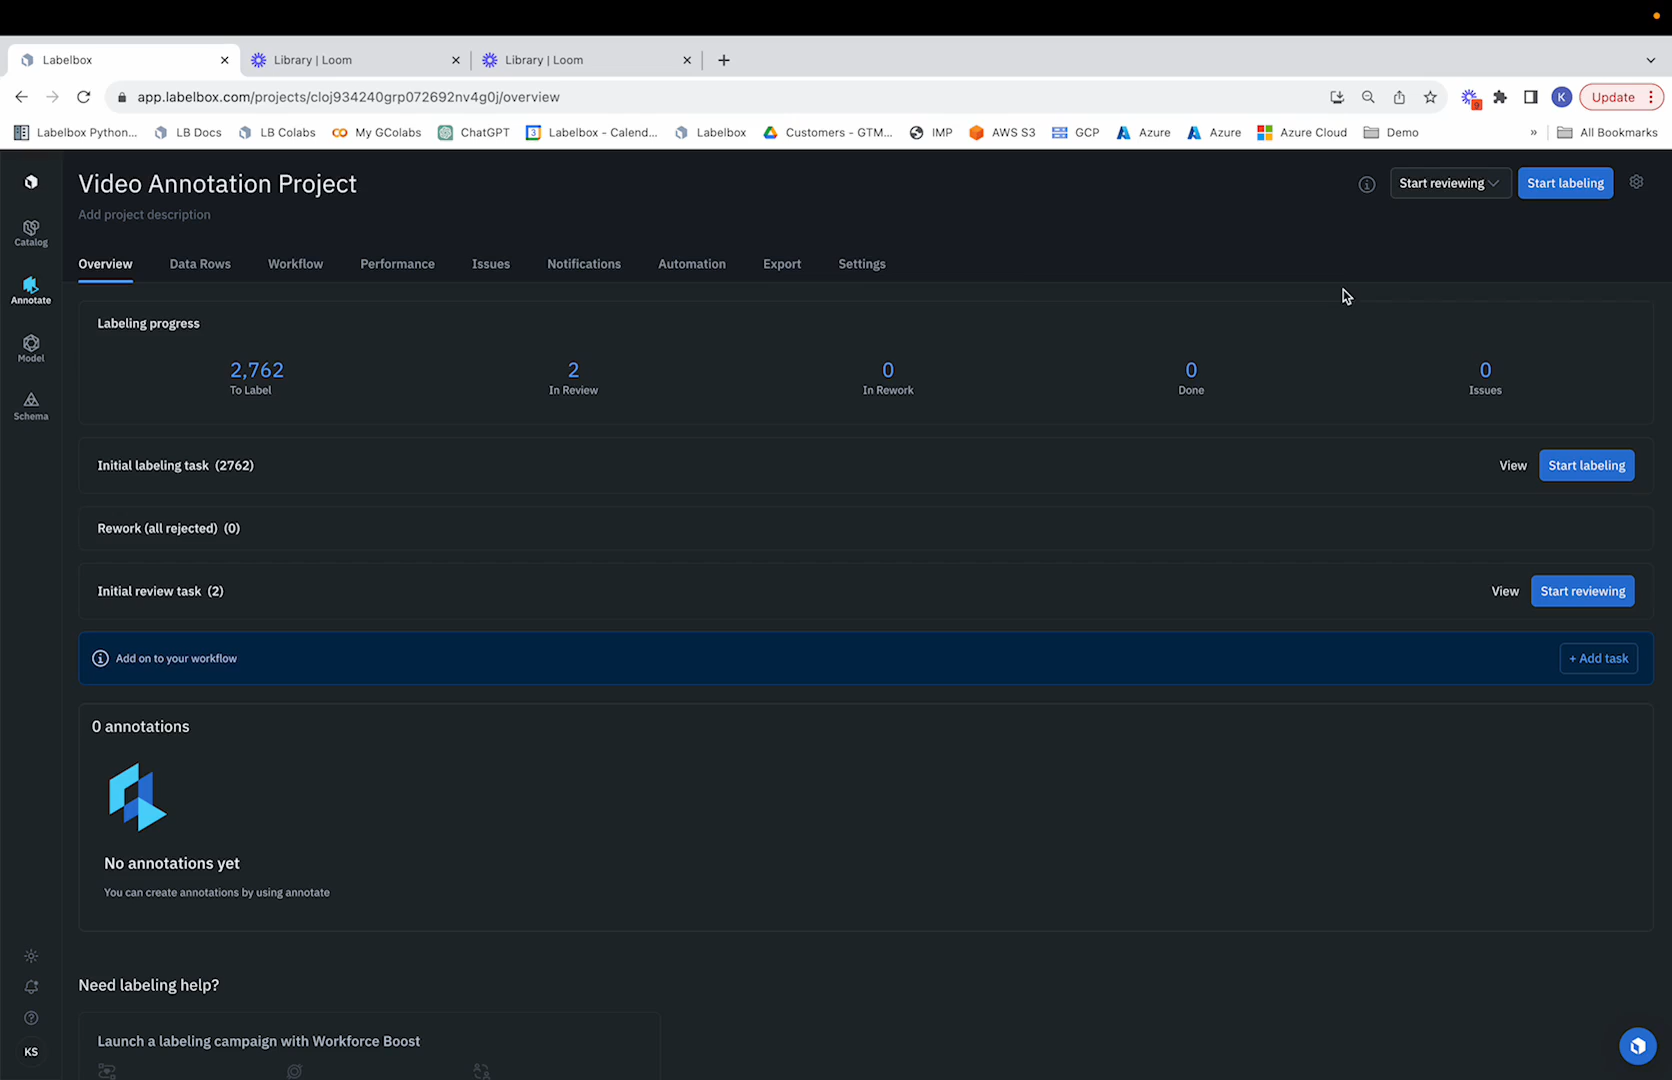 Labelbox
Library | Loom
Library | Loom
app.labelbox.com/projects/cloj934240grp072692nv4g0j/overview
9
K
Update
Labelbox Python...
LB Docs
LB Colabs
My GColabs
ChatGPT
3
Labelbox - Calend...
Labelbox
Customers - GTM...
IMP
AWS S3
GCP
Azure
Azure
Azure Cloud
Demo
»
All Bookmarks
Video Annotation Project
Add project description
Start reviewing
Start labeling
Catalog
Annotate
Model
Schema
KS
Overview
Data Rows
Workflow
Performance
Issues
Notifications
Automation
Export
Settings
Labeling progress
2,762
To Label
2
In Review
0
In Rework
0
Done
0
Issues
Initial labeling task (2762)
View
Start labeling
Rework (all rejected) (0)
Initial review task (2)
View
Start reviewing
Add on to your workflow
+ Add task
0 annotations
No annotations yet
You can create annotations by using annotate
Need labeling help?
Launch a labeling campaign with Workforce Boost